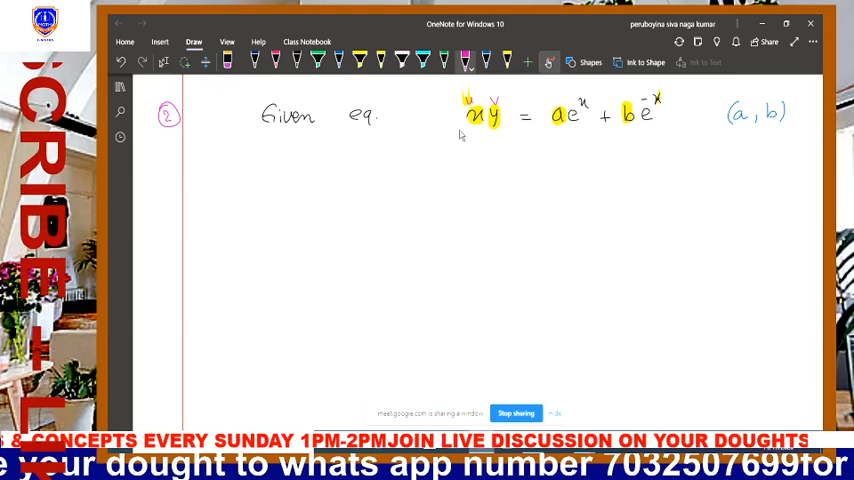 OneNote for Windows 10
peruboyina siva naga kumar
Home Insert Draw View Help Class Notebook
Share
Shapes Ink to Shape Ink to Text
② Given eq. xy = ae^x + be^-x (a, b)
u v
meet.google.com is sharing a window Stop sharing Hide
SCRIBE – LIK
S & CONCEPTS EVERY SUNDAY 1PM-2PMJOIN LIVE DISCUSSION ON YOUR DOUGHTS
e your dought to whats app number 7032507699for